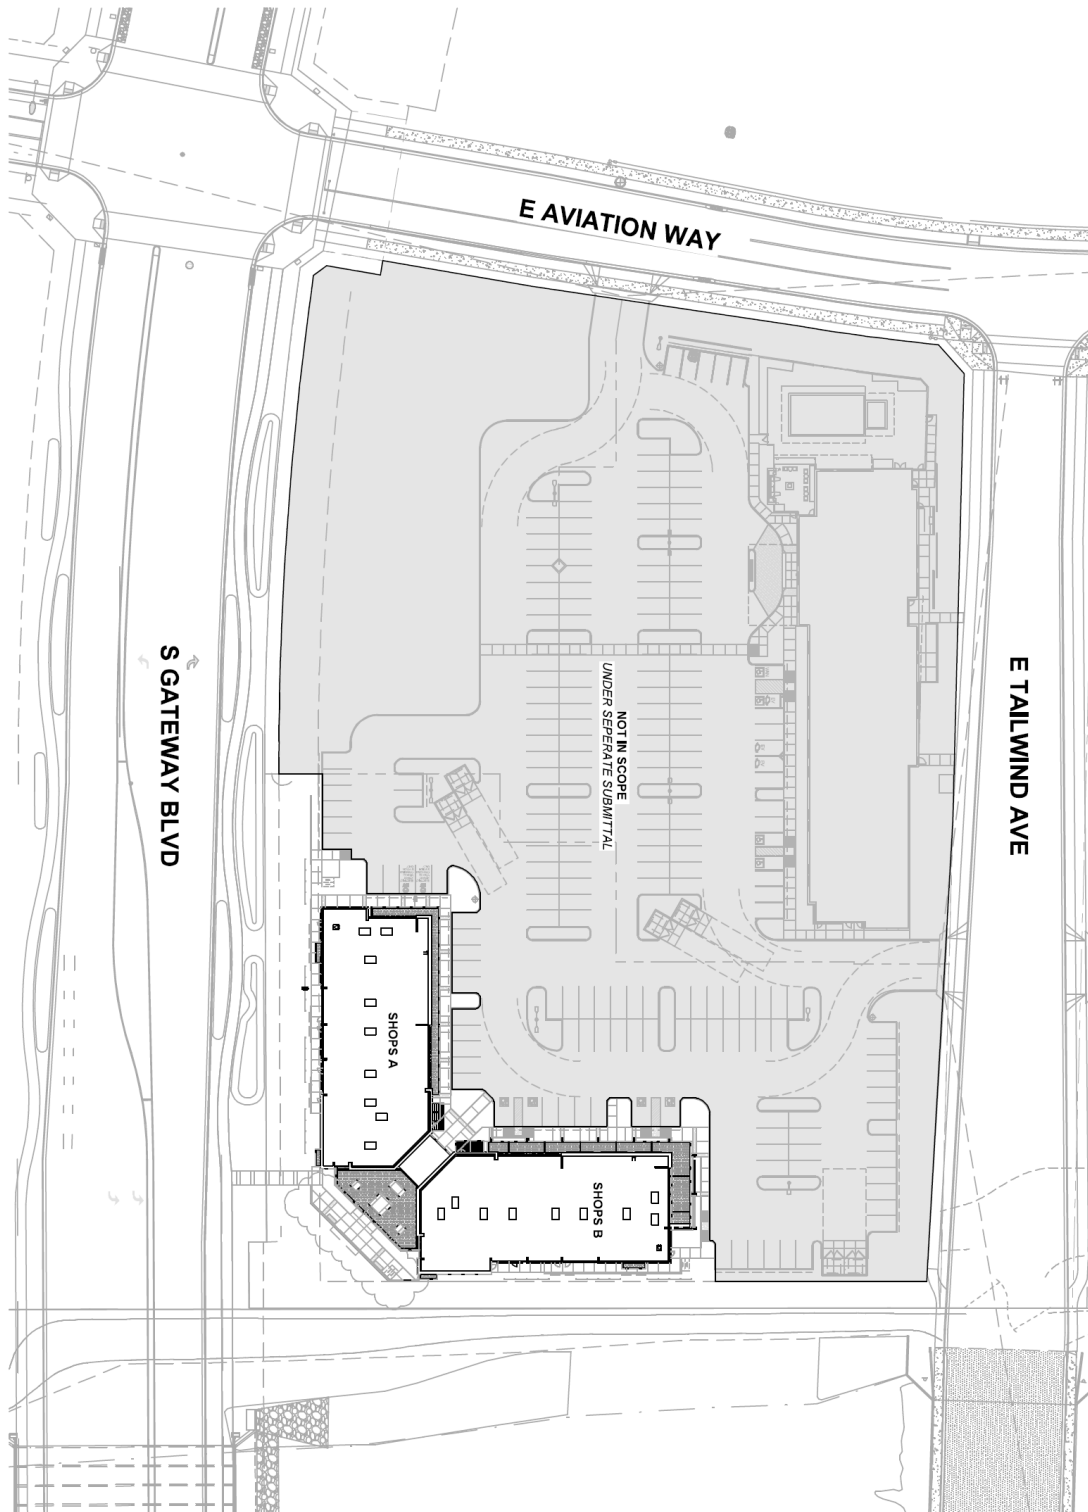 E AVIATION WAY
S GATEWAY BLVD
NOT IN SCOPE
UNDER SEPERATE SUBMITTAL
E TAILWIND AVE
SHOPS A
SHOPS B